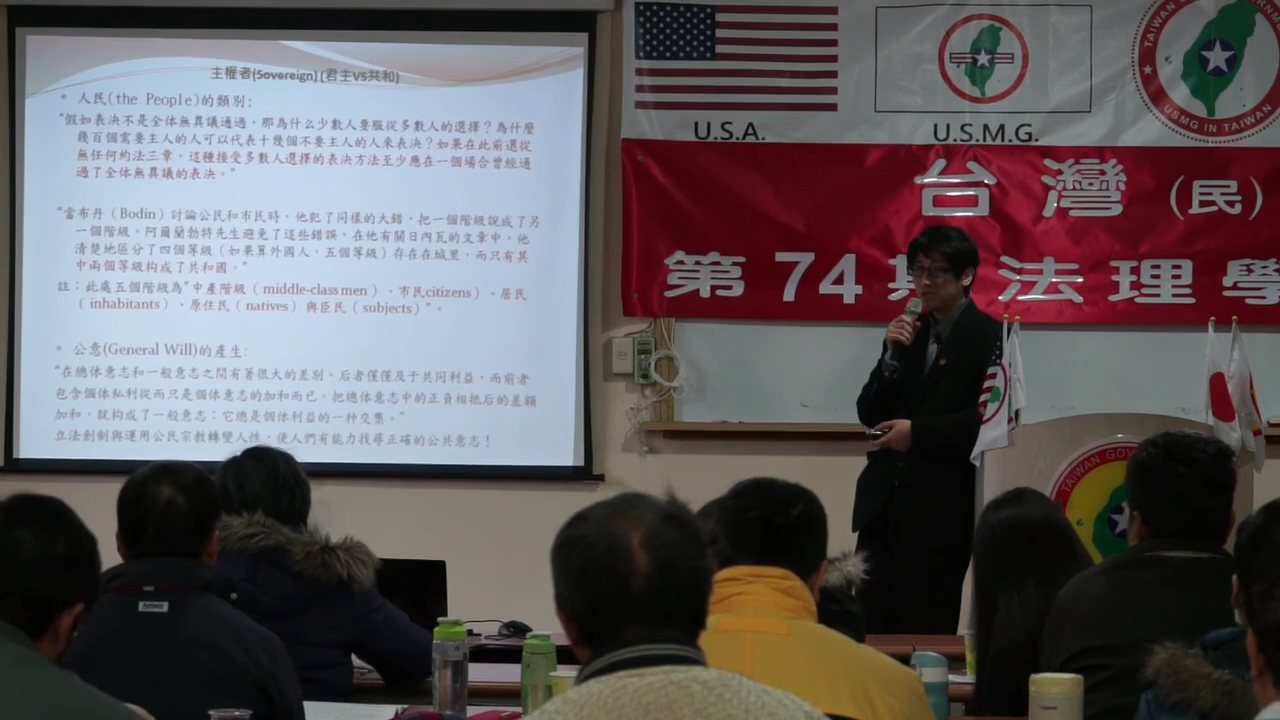 主權者(Sovereign) (君主VS共和)
• 人民(the People)的類別:
"假如表決不是全体無異議通過，那為什么少數人要服從多數人的選擇？為什麼
幾百個需要主人的人可以代表十幾個不要主人的人來表決？如果在此前選從
無任何約法三章，這種接受多數人選擇的表決方法至少應在一個場合曾經通
過了全体無異議的表決。"
"當布丹（Bodin）討論公民和市民時，他犯了同樣的大錯，把一個階級說成了另
一個階級。阿爾蘭勃特先生避免了這些錯誤，在他有關日內瓦的文章中，他
清楚地區分了四個等級（如果算外國人，五個等級）存在在城里，而只有其
中兩個等級构成了共和國。"
註：此處五個階級為"中產階級（middle-class men）、市民citizens）、居民
（inhabitants）、原住民（natives）與臣民（subjects）"。
• 公意(General Will)的產生:
"在總体意志和一般意志之間有著很大的差別。后者僅僅及于共同利益，而前者
包含個体私利從而只是個体意志的加和而已。把總体意志中的正負相抵后的差額
加和，就构成了一般意志：它總是個体利益的一种交集。"
立法創制與運用公民宗教轉變人性，使人們有能力找尋正確的公共意志！
U.S.A.
U.S.M.G.
USMG IN TAIWAN
台灣（民）
第74期法理學
TAIWAN GOV